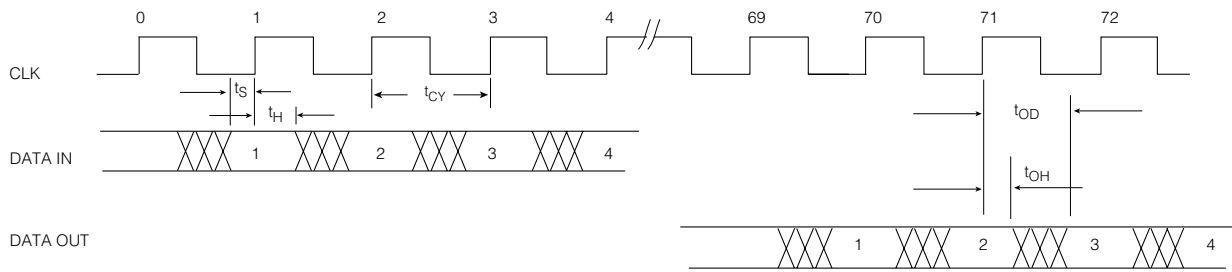 0 1 2 3 4 69 70 71 72
CLK
tS tCY tOD
tH
DATA IN 1 2 3 4
tOH
DATA OUT 1 2 3 4